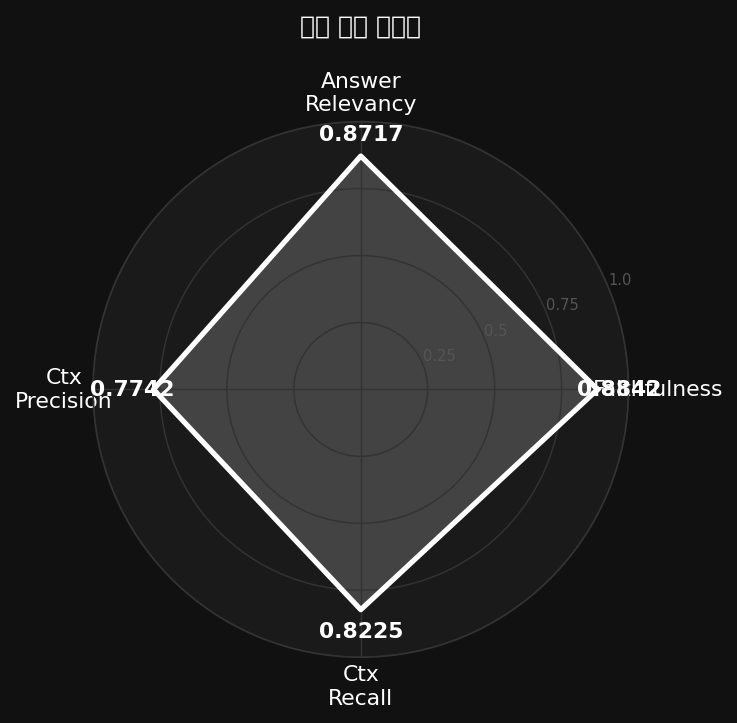 Answer
Relevancy
0.8717
1.0
0.75
0.5
0.25
Ctx
Precision
0.7742
0.8842
Faithfulness
0.8225
Ctx
Recall